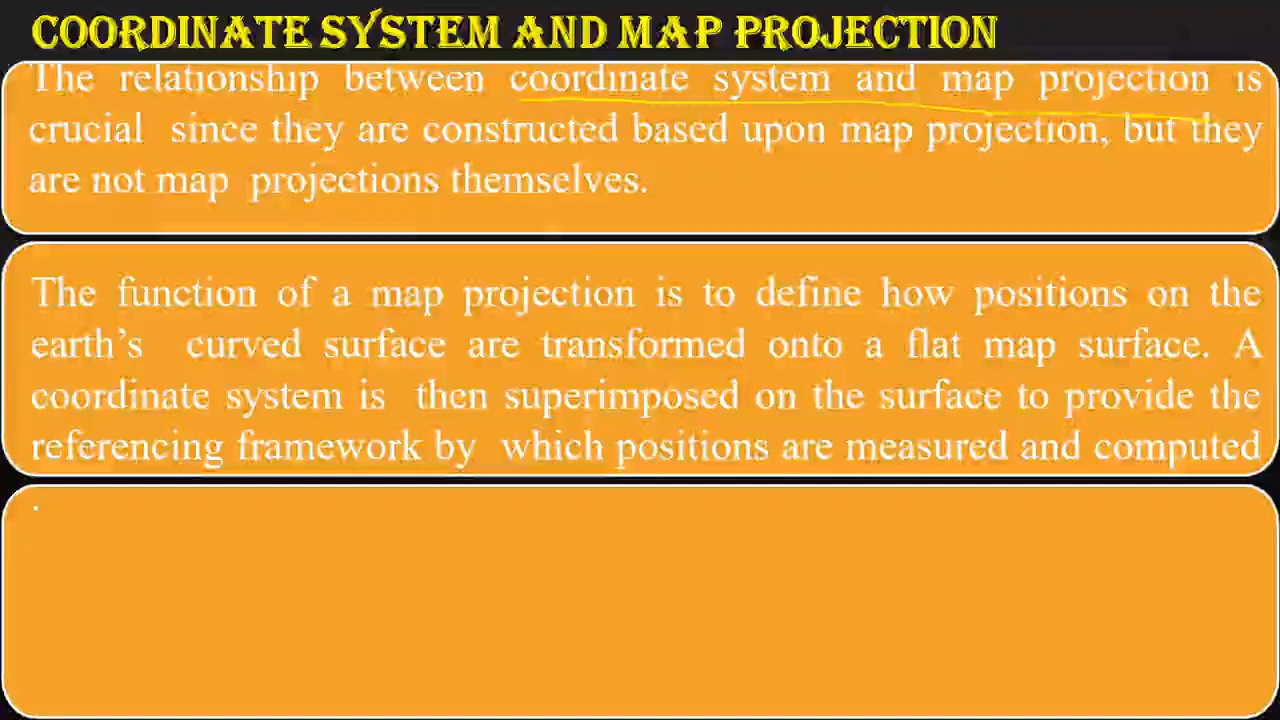 COORDINATE SYSTEM AND MAP PROJECTION
The relationship between coordinate system and map projection is
crucial since they are constructed based upon map projection, but they
are not map projections themselves.
The function of a map projection is to define how positions on the
earth’s curved surface are transformed onto a flat map surface. A
coordinate system is then superimposed on the surface to provide the
referencing framework by which positions are measured and computed
.